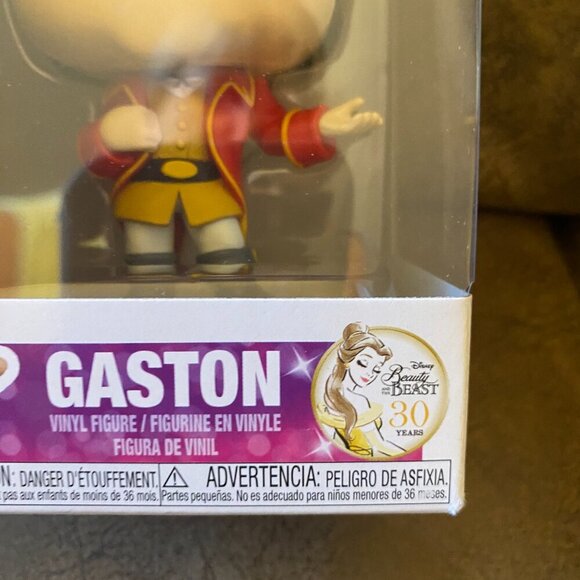 GASTON
VINYL FIGURE / FIGURINE EN VINYLE
FIGURA DE VINIL
Disney
Beauty
AND THE BEAST
30
YEARS
N: DANGER D'ÉTOUFFEMENT.
pas aux enfants de moins de 36 mois.
⚠ ADVERTENCIA: PELIGRO DE ASFIXIA.
Partes pequeñas. No es adecuado para niños menores de 36 meses.